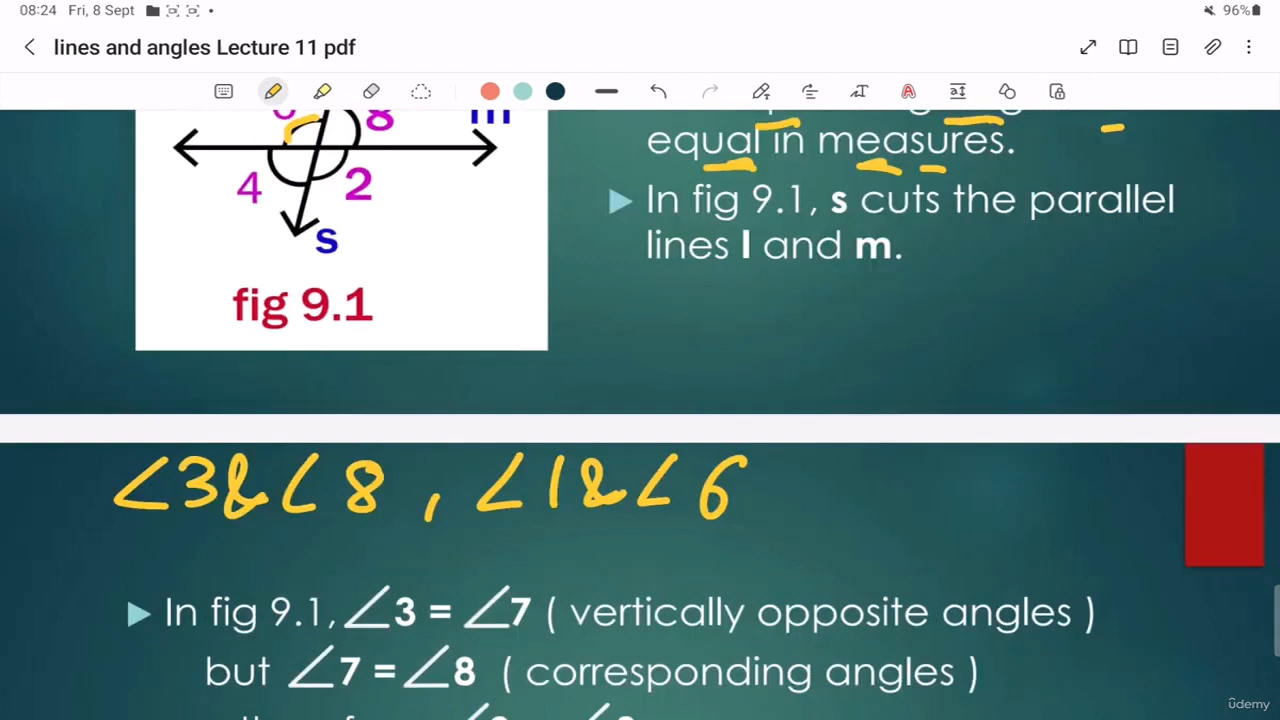 08:24 Fri, 8 Sept 96%
lines and angles Lecture 11 pdf
8 m
equal in measures.
4 2
s
fig 9.1
In fig 9.1, s cuts the parallel
lines l and m.
∠3&∠8 , ∠1&∠6
In fig 9.1, ∠3 = ∠7 ( vertically opposite angles )
but ∠7 = ∠8 ( corresponding angles )
ûdemy